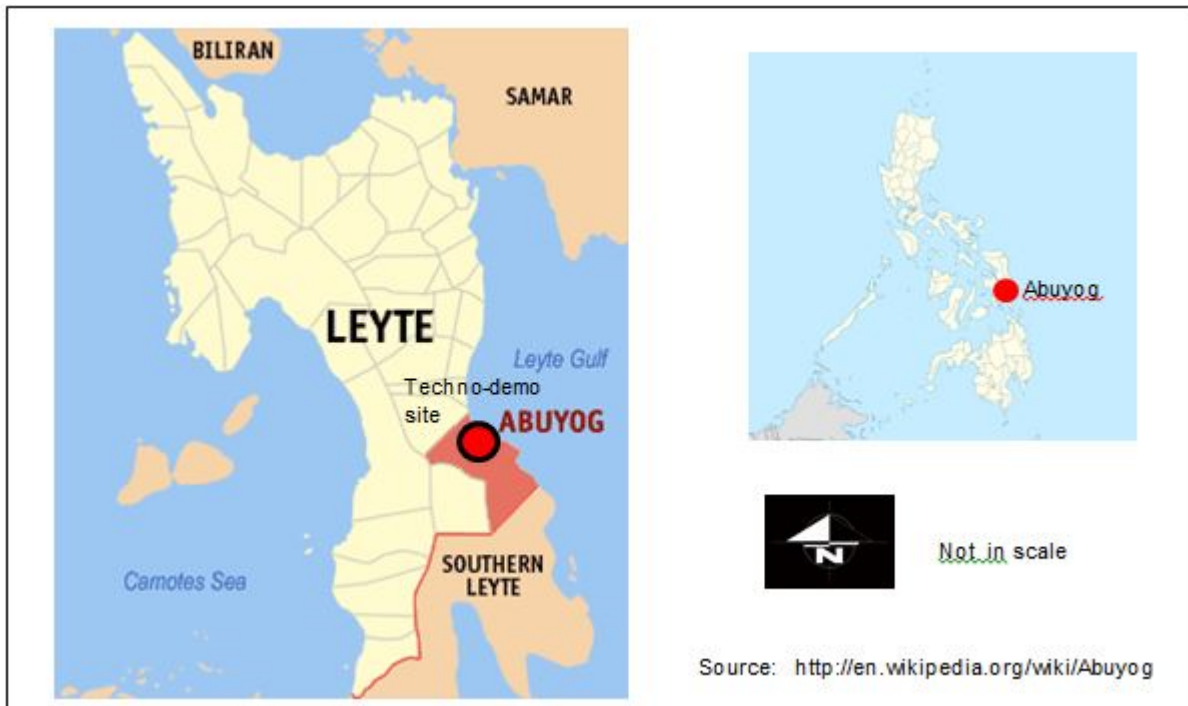 BILIRAN
SAMAR
LEYTE
Leyte Gulf
Techno-demo
site
ABUYOG
SOUTHERN
LEYTE
Camotes Sea
Abuyog
N
Not in scale
Source: http://en.wikipedia.org/wiki/Abuyog